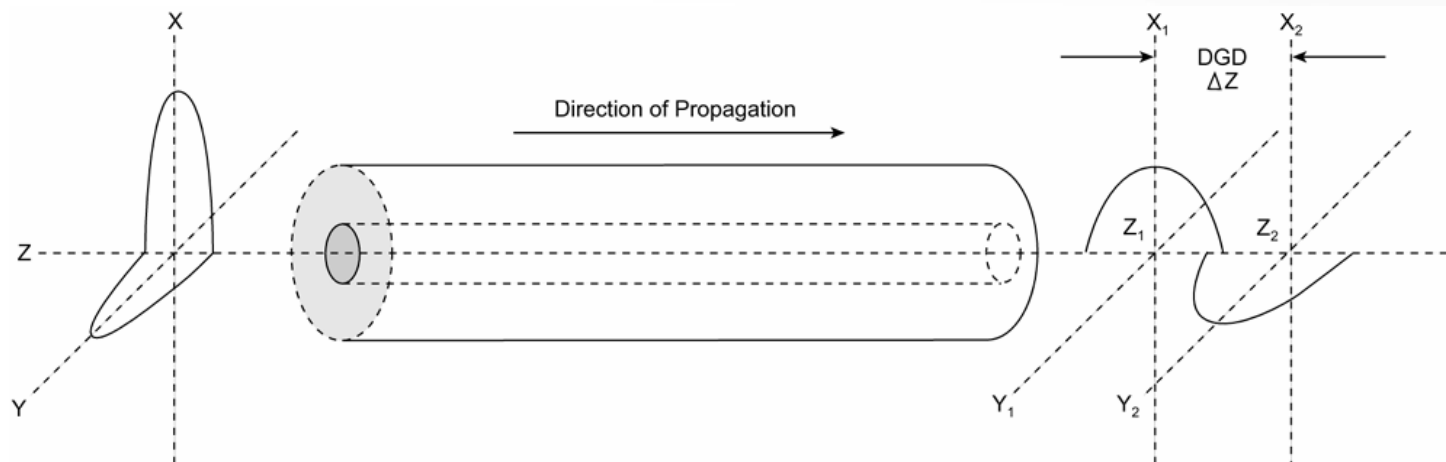 X
X₁
X₂
DGD
ΔZ
Direction of Propagation
Z
Z₁
Z₂
Y
Y₁
Y₂